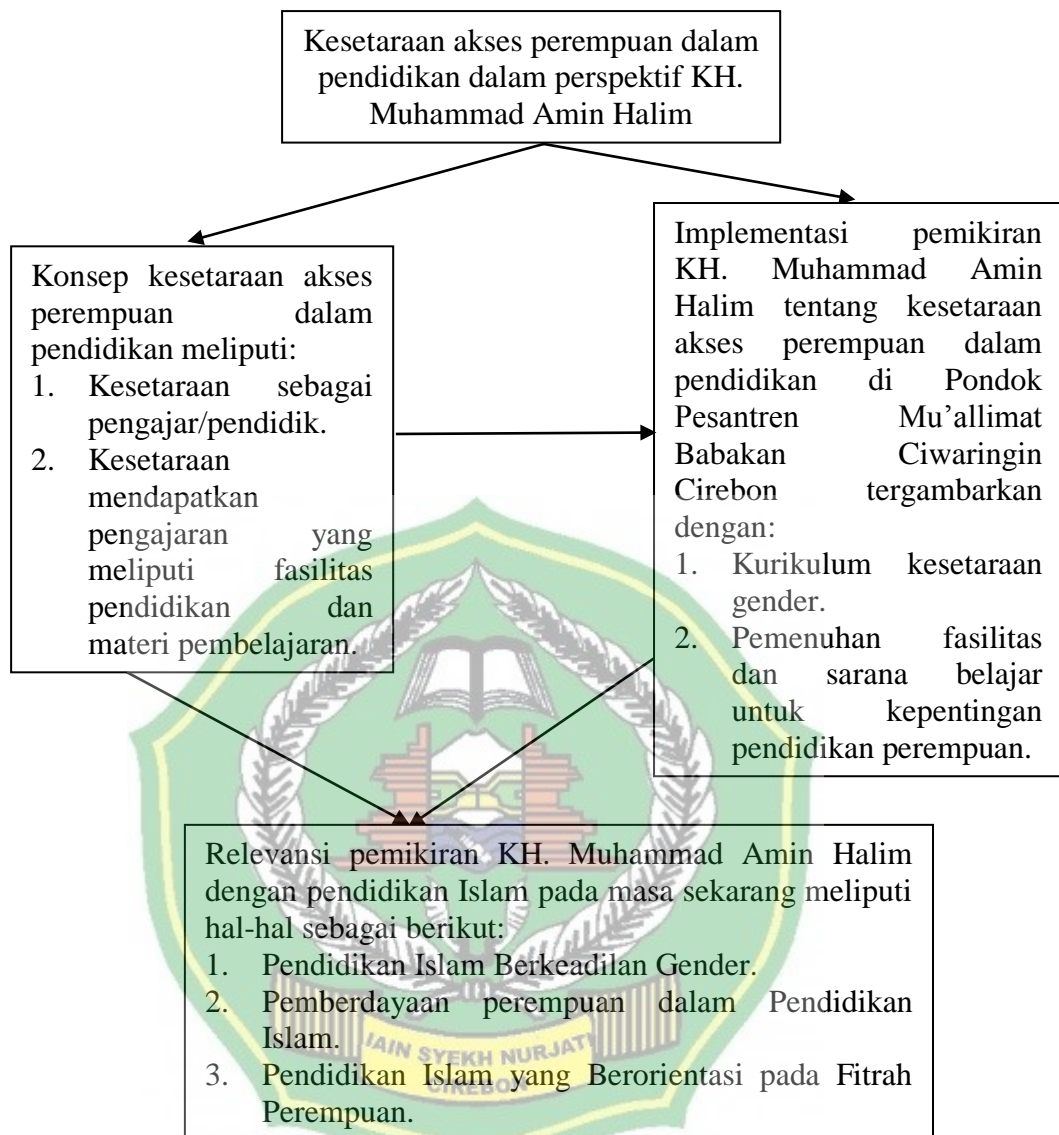 Kesetaraan akses perempuan dalam
pendidikan dalam perspektif KH.
Muhammad Amin Halim
Konsep kesetaraan akses
perempuan dalam
pendidikan meliputi:
1. Kesetaraan sebagai
pengajar/pendidik.
2. Kesetaraan
mendapatkan
pengajaran yang
meliputi fasilitas
pendidikan dan
materi pembelajaran.
Implementasi pemikiran
KH. Muhammad Amin
Halim tentang kesetaraan
akses perempuan dalam
pendidikan di Pondok
Pesantren Mu’allimat
Babakan Ciwaringin
Cirebon tergambarkan
dengan:
1. Kurikulum kesetaraan
gender.
2. Pemenuhan fasilitas
dan sarana belajar
untuk kepentingan
pendidikan perempuan.
Relevansi pemikiran KH. Muhammad Amin Halim
dengan pendidikan Islam pada masa sekarang meliputi
hal-hal sebagai berikut:
1. Pendidikan Islam Berkeadilan Gender.
2. Pemberdayaan perempuan dalam Pendidikan
Islam.
3. Pendidikan Islam yang Berorientasi pada Fitrah
Perempuan.
IAIN SYEKH NURJATI
CIREBON